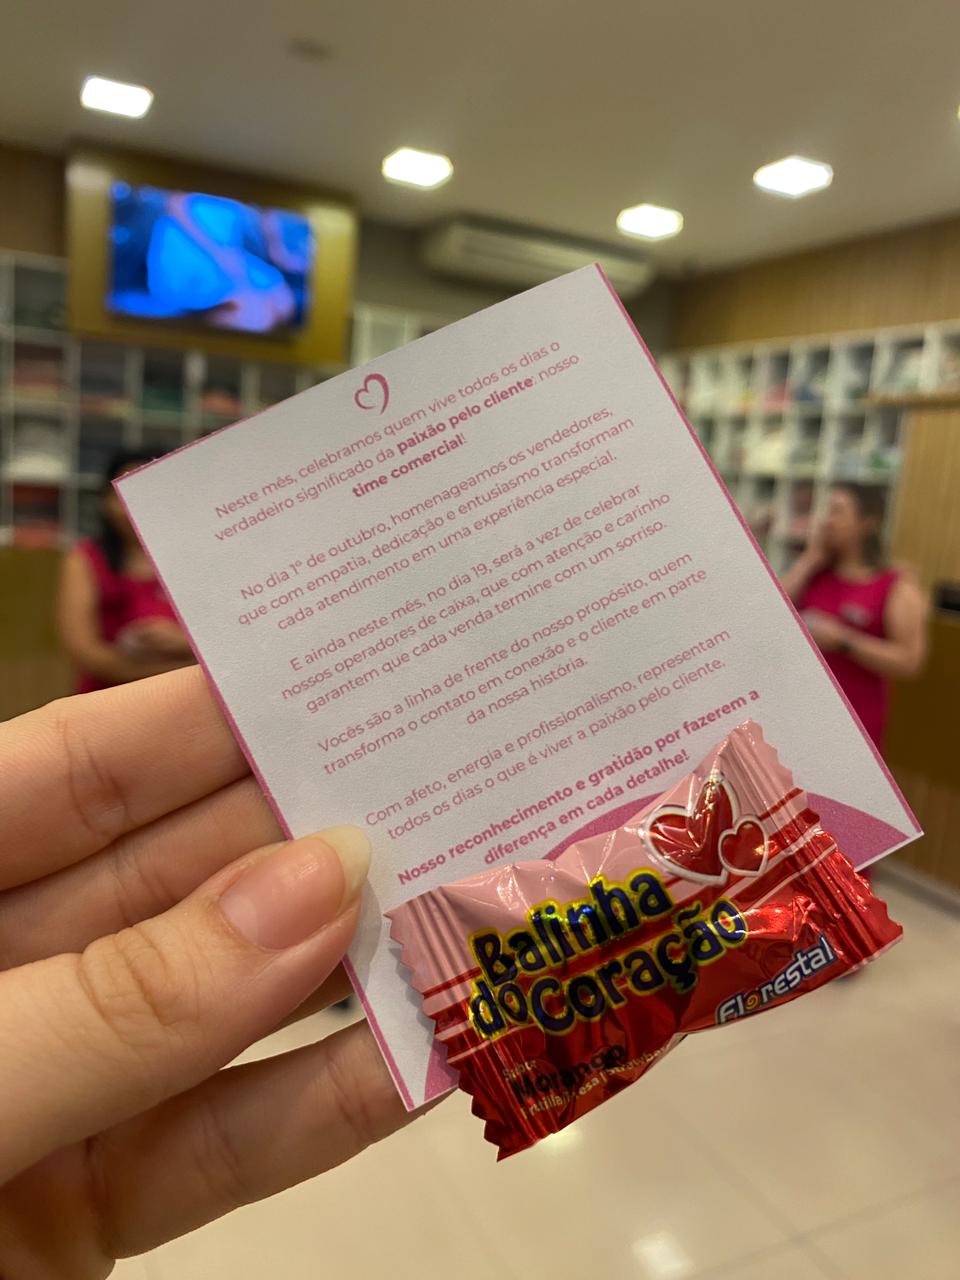 Neste mês, celebramos quem vive todos os dias o
verdadeiro significado da paixão pelo cliente: nosso
time comercial!
No dia 1º de outubro, homenageamos os vendedores,
que com empatia, dedicação e entusiasmo transformam
cada atendimento em uma experiência especial.
E ainda neste mês, no dia 19, será a vez de celebrar
nossos operadores de caixa, que com atenção e carinho
garantem que cada venda termine com um sorriso.
Vocês são a linha de frente do nosso propósito, quem
transforma o contato em conexão e o cliente em parte
da nossa história.
Com afeto, energia e profissionalismo, representam
todos os dias o que é viver a paixão pelo cliente.
Nosso reconhecimento e gratidão por fazerem a
diferença em cada detalhe!
Balinha
do Coração
Florestal
Sabor
Morango